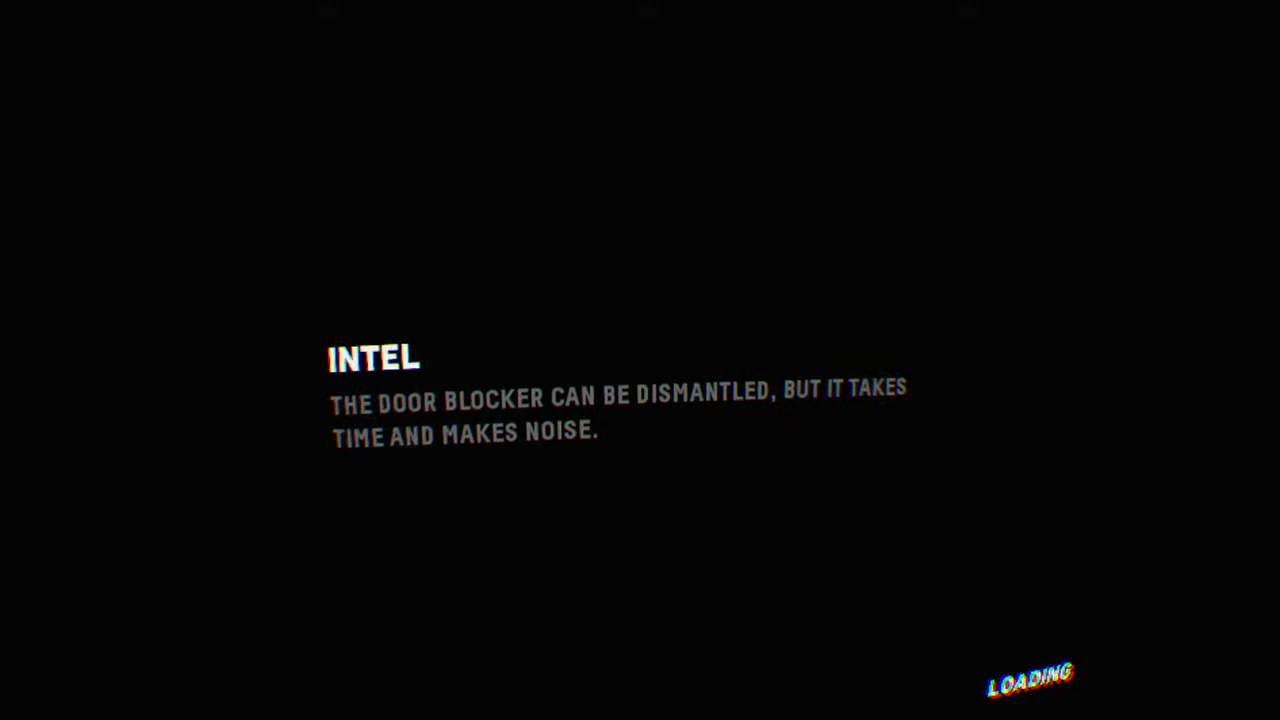 INTEL
THE DOOR BLOCKER CAN BE DISMANTLED, BUT IT TAKES
TIME AND MAKES NOISE.
LOADING